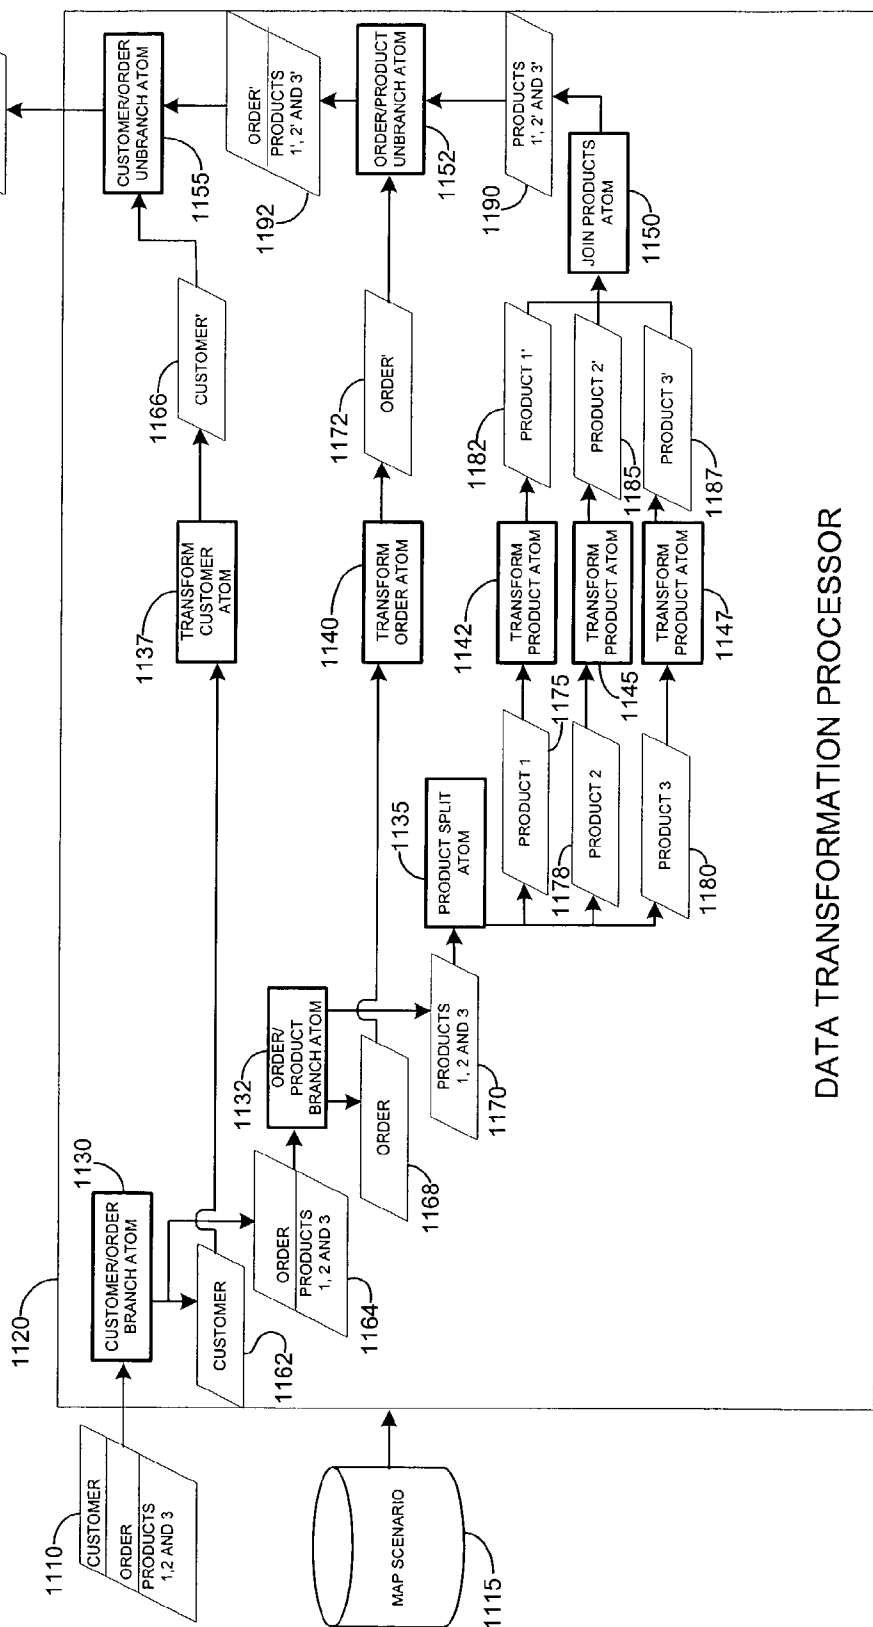 1110
CUSTOMER
ORDER
PRODUCTS
1,2 AND 3
MAP SCENARIO
1115
1120
1130
CUSTOMER/ORDER
BRANCH ATOM
CUSTOMER
1162
ORDER
PRODUCTS
1, 2 AND 3
1164
1132
ORDER/
PRODUCT
BRANCH ATOM
ORDER
1168
PRODUCTS
1, 2 AND 3
1170
1135
PRODUCT SPLIT
ATOM
PRODUCT 1
1175
PRODUCT 2
1178
PRODUCT 3
1180
1137
TRANSFORM
CUSTOMER
ATOM
1140
TRANSFORM
ORDER ATOM
1142
TRANSFORM
PRODUCT ATOM
TRANSFORM
PRODUCT ATOM
1145
TRANSFORM
PRODUCT ATOM
1147
1166
CUSTOMER'
1172
ORDER'
1182
PRODUCT 1'
PRODUCT 2'
1185
PRODUCT 3'
1187
JOIN PRODUCTS
ATOM
1150
PRODUCTS
1', 2' AND 3'
1190
ORDER/PRODUCT
UNBRANCH ATOM
1152
ORDER'
PRODUCTS
1', 2' AND 3'
1192
CUSTOMER/ORDER
UNBRANCH ATOM
1155
DATA TRANSFORMATION PROCESSOR